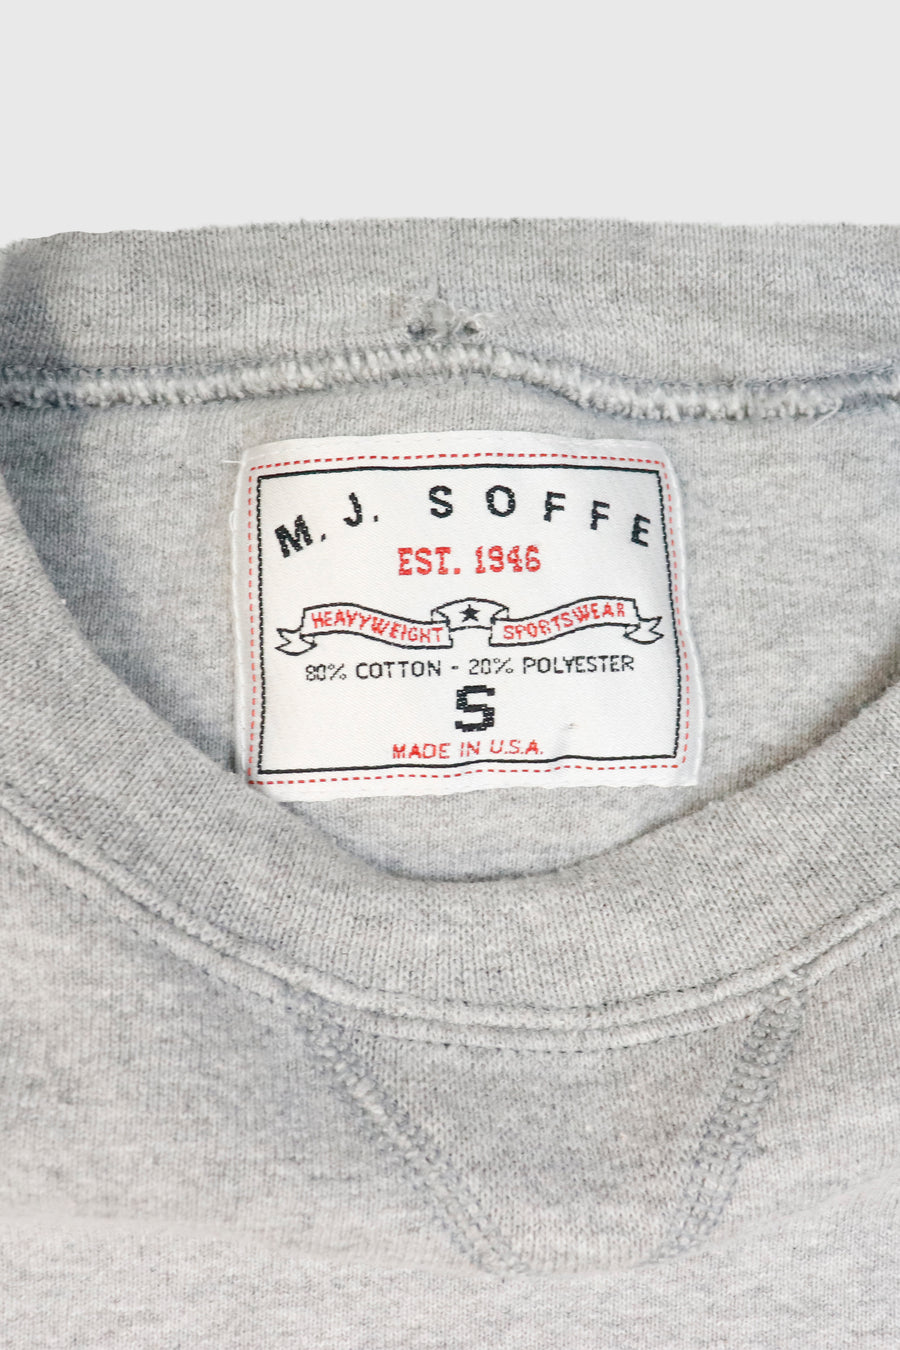 M. J. SOFFE
EST. 1946
HEAVYWEIGHT ★ SPORTSWEAR
80% COTTON - 20% POLYESTER
S
MADE IN U.S.A.